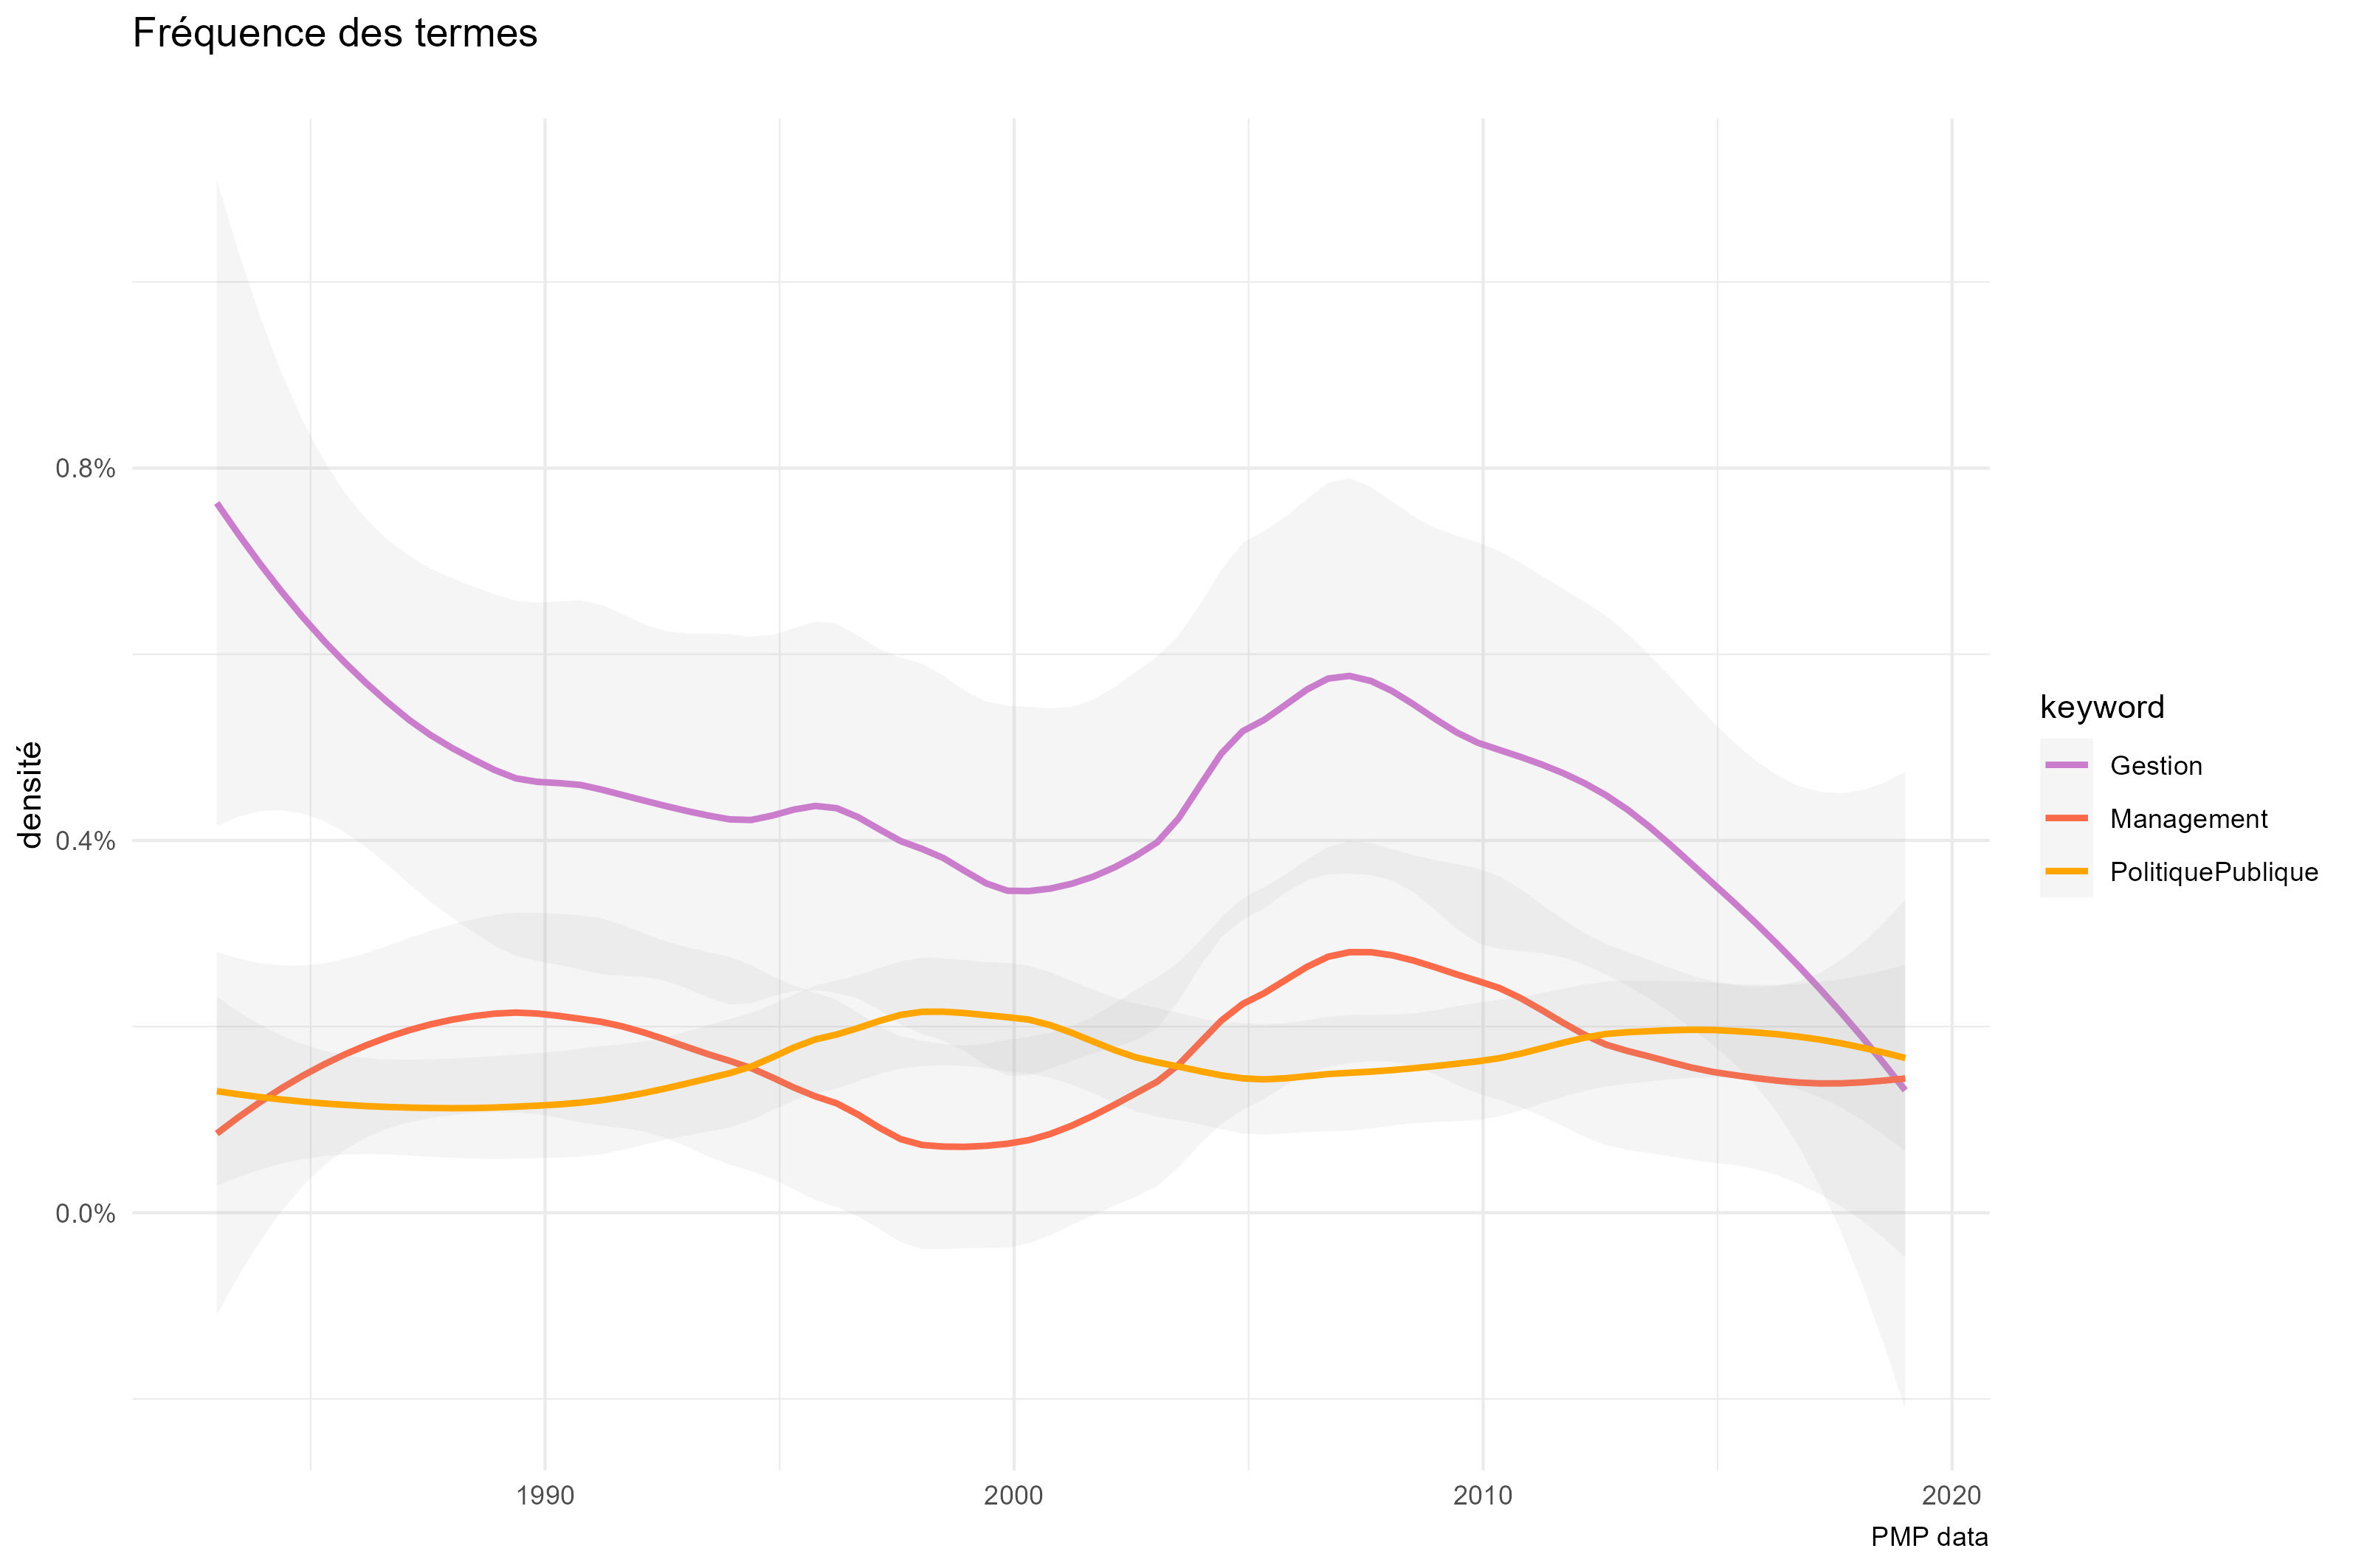 Fréquence des termes
densité
0.8%
0.4%
0.0%
1990
2000
2010
2020
PMP data
keyword
Gestion
Management
PolitiquePublique